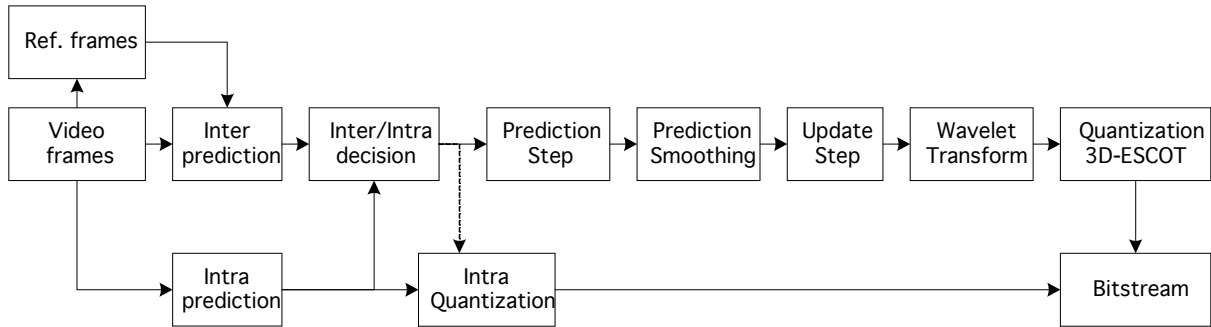 Ref. frames
Video
frames
Inter
prediction
Inter/Intra
decision
Prediction
Step
Prediction
Smoothing
Update
Step
Wavelet
Transform
Quantization
3D-ESCOT
Intra
prediction
Intra
Quantization
Bitstream